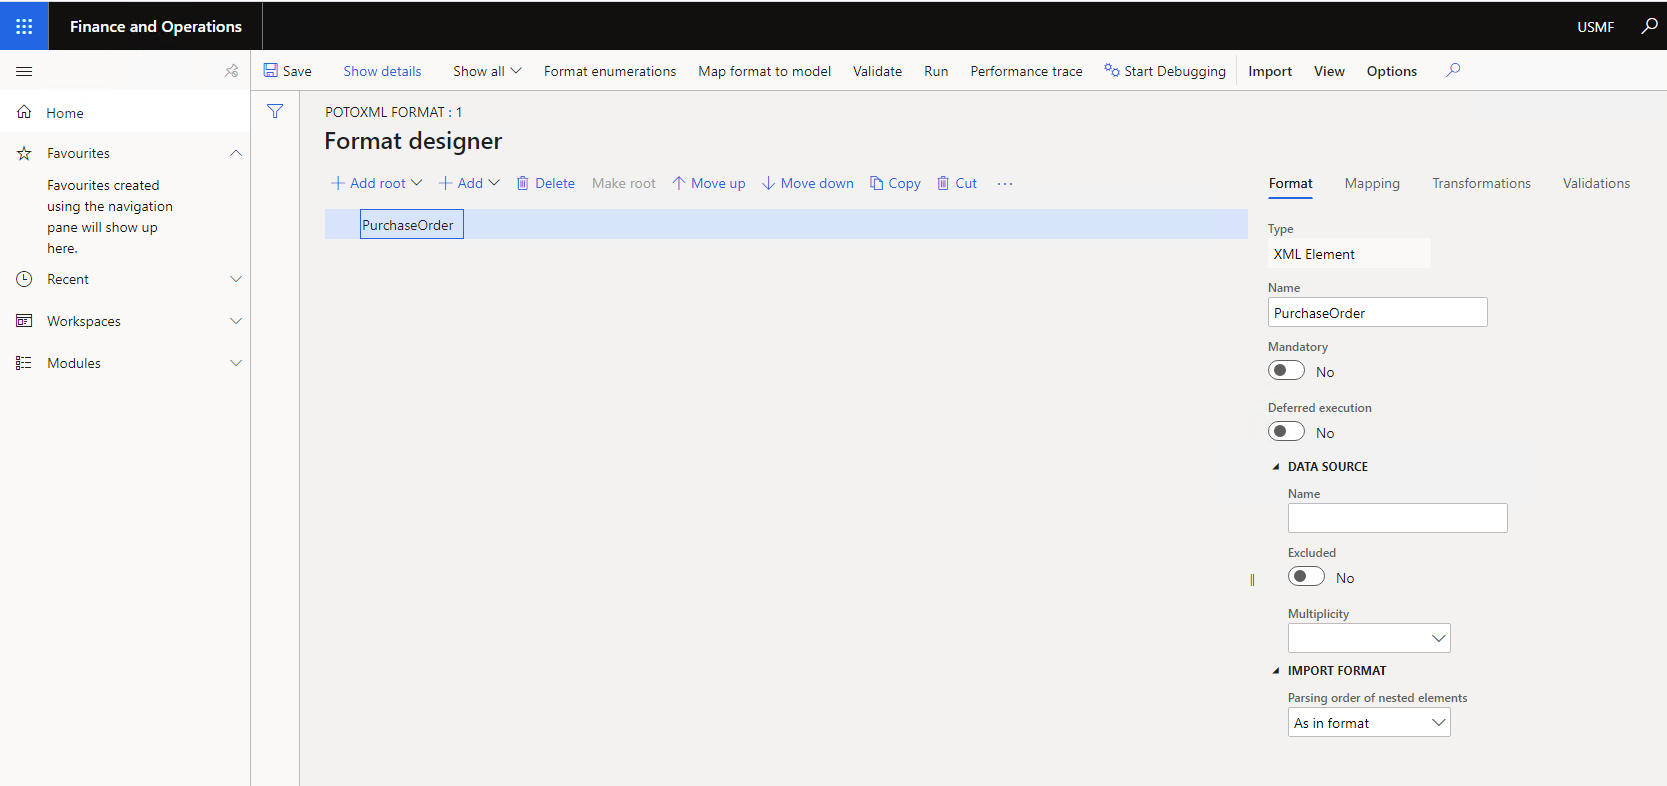 Finance and Operations
USMF
Save
Show details
Show all
Format enumerations
Map format to model
Validate
Run
Performance trace
Start Debugging
Import
View
Options
Home
Favourites
Favourites created
using the navigation
pane will show up
here.
Recent
Workspaces
Modules
POTOXML FORMAT : 1
Format designer
Add root
Add
Delete
Make root
Move up
Move down
Copy
Cut
...
PurchaseOrder
Format
Mapping
Transformations
Validations
Type
XML Element
Name
PurchaseOrder
Mandatory
No
Deferred execution
No
DATA SOURCE
Name
Excluded
No
Multiplicity
IMPORT FORMAT
Parsing order of nested elements
As in format